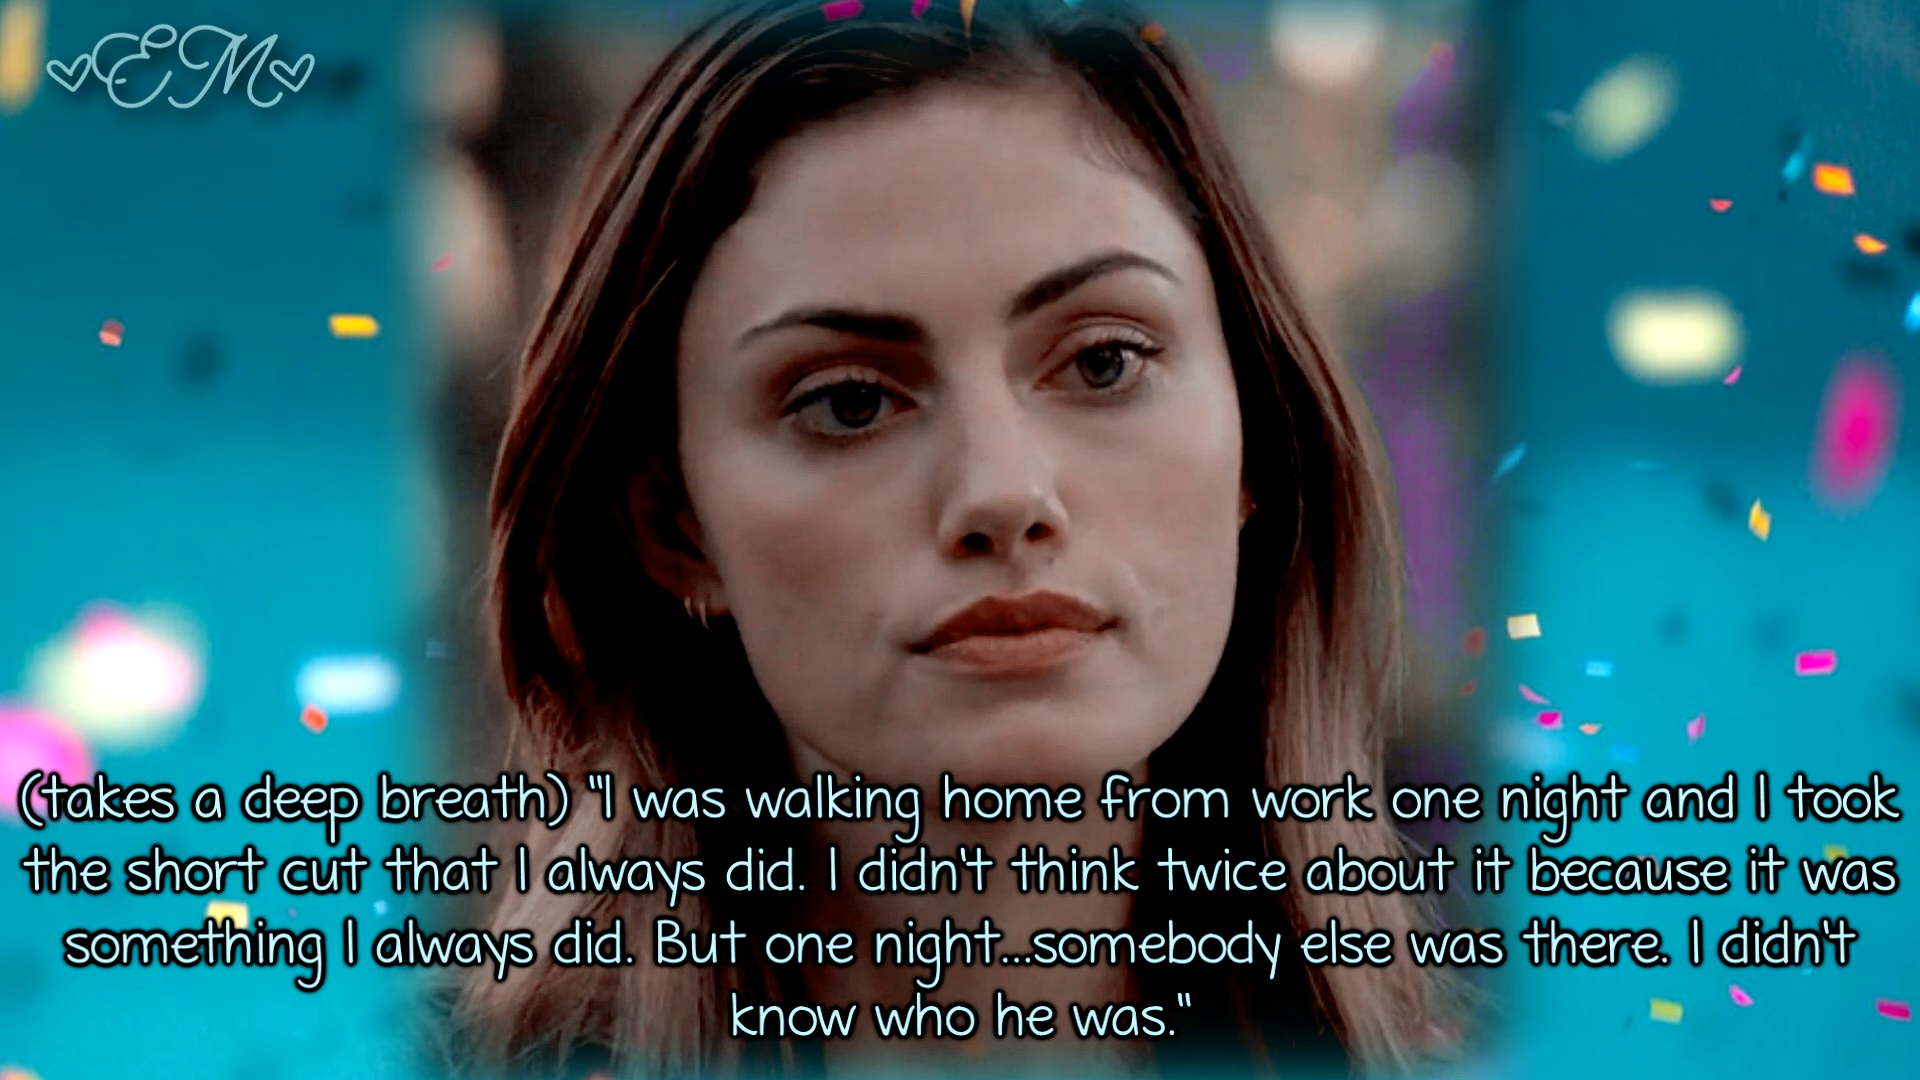 EM
(takes a deep breath) "I was walking home from work one night and I took
the short cut that I always did. I didn't think twice about it because it was
something I always did. But one night...somebody else was there. I didn't
know who he was."